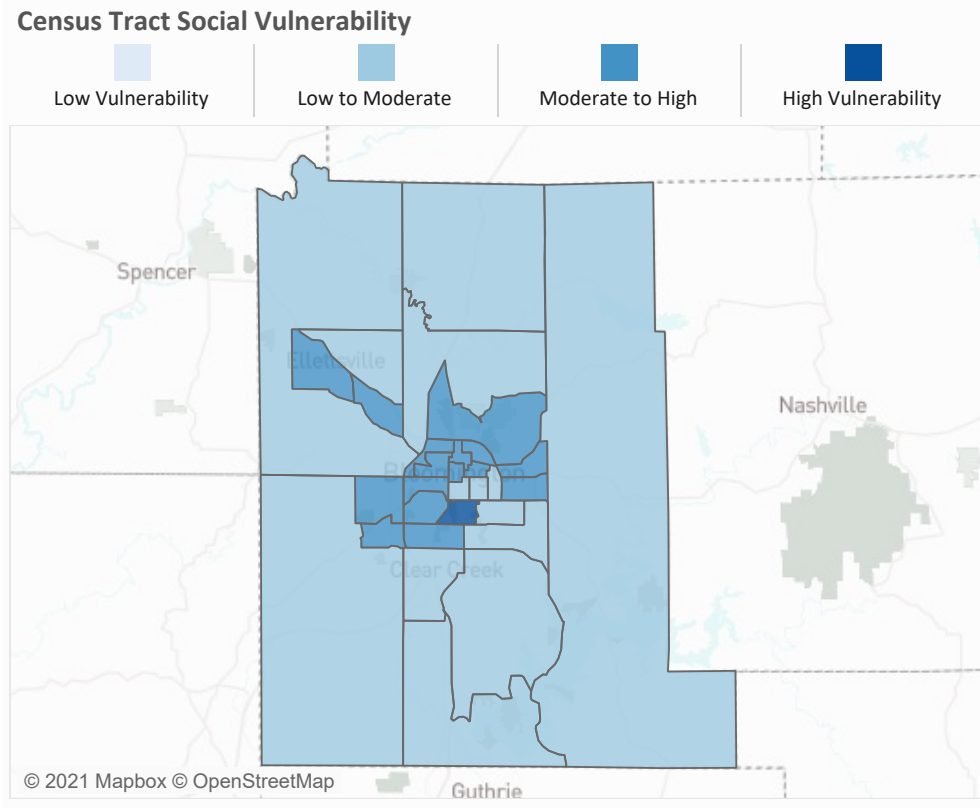 Census Tract Social Vulnerability
Low Vulnerability
Low to Moderate
Moderate to High
High Vulnerability
Spencer
Ellettsville
Nashville
Bloomington
Clear Creek
© 2021 Mapbox © OpenStreetMap
Guthrie